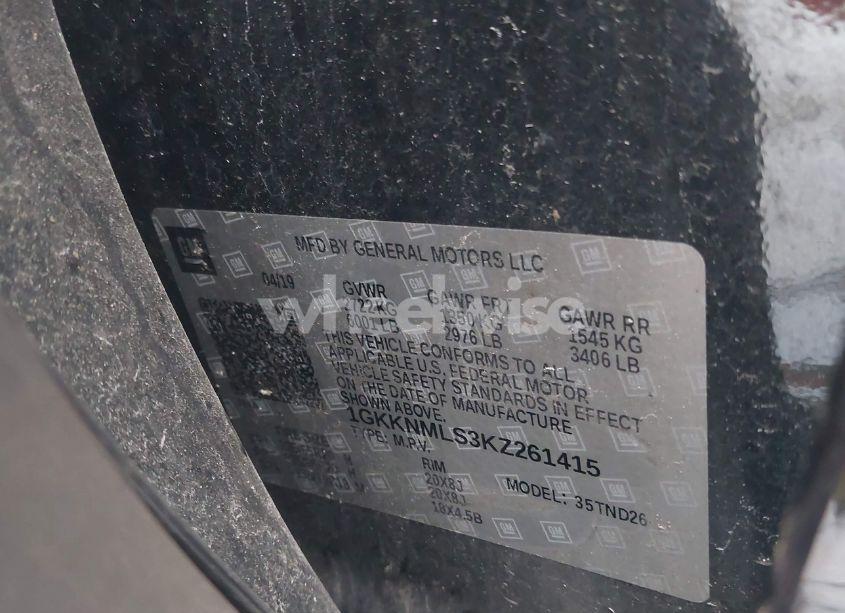 MFD BY GENERAL MOTORS LLC
04/19
GVWR
2722 KG
6001 LB
GAWR FRT
1350 KG
2976 LB
GAWR RR
1545 KG
3406 LB
THIS VEHICLE CONFORMS TO ALL
APPLICABLE U.S. FEDERAL MOTOR
VEHICLE SAFETY STANDARDS IN EFFECT
ON THE DATE OF MANUFACTURE
SHOWN ABOVE.
1GKKNMLS3KZ261415
TYPE: M.P.V.
RIM
20X8J
20X8J
18X4.5B
MODEL: 35TND26
GM
wheelwise